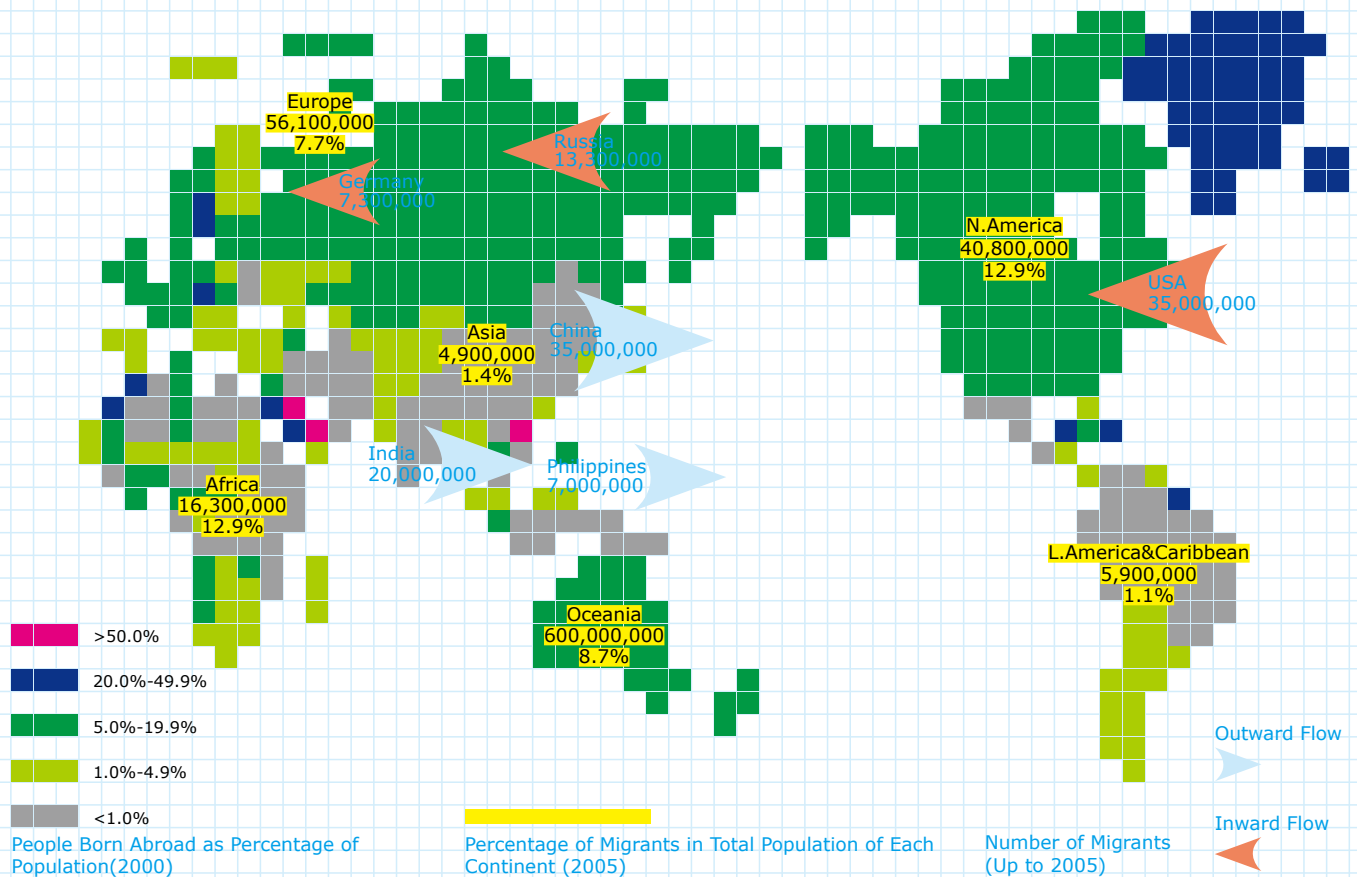 Europe
56,100,000
7.7%
Russia
13,300,000
Germany
7,300,000
N.America
40,800,000
12.9%
USA
35,000,000
Asia
4,900,000
1.4%
China
35,000,000
India
20,000,000
Philippines
7,000,000
Africa
16,300,000
12.9%
L.America&Caribbean
5,900,000
1.1%
Oceania
600,000,000
8.7%
>50.0%
20.0%-49.9%
5.0%-19.9%
1.0%-4.9%
<1.0%
People Born Abroad as Percentage of
Population(2000)
Percentage of Migrants in Total Population of Each
Continent (2005)
Number of Migrants
(Up to 2005)
Outward Flow
Inward Flow